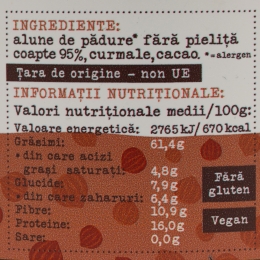 INGREDIENTE:
alune de pădure* fără pieliță
coapte 95%, curmale, cacao. *=alergen
Țara de origine - non UE
INFORMAȚII NUTRIȚIONALE:
Valori nutriționale medii/100g:
Valoare energetică: 2765 kJ/670 kcal
Grăsimi: 61,4g
• din care acizi
grași saturați: 4,8g
Glucide: 7,9g
• din care zaharuri: 6,4g
Fibre: 10,9g
Proteine: 16,0g
Sare: 0,0g
Fără
gluten
Vegan